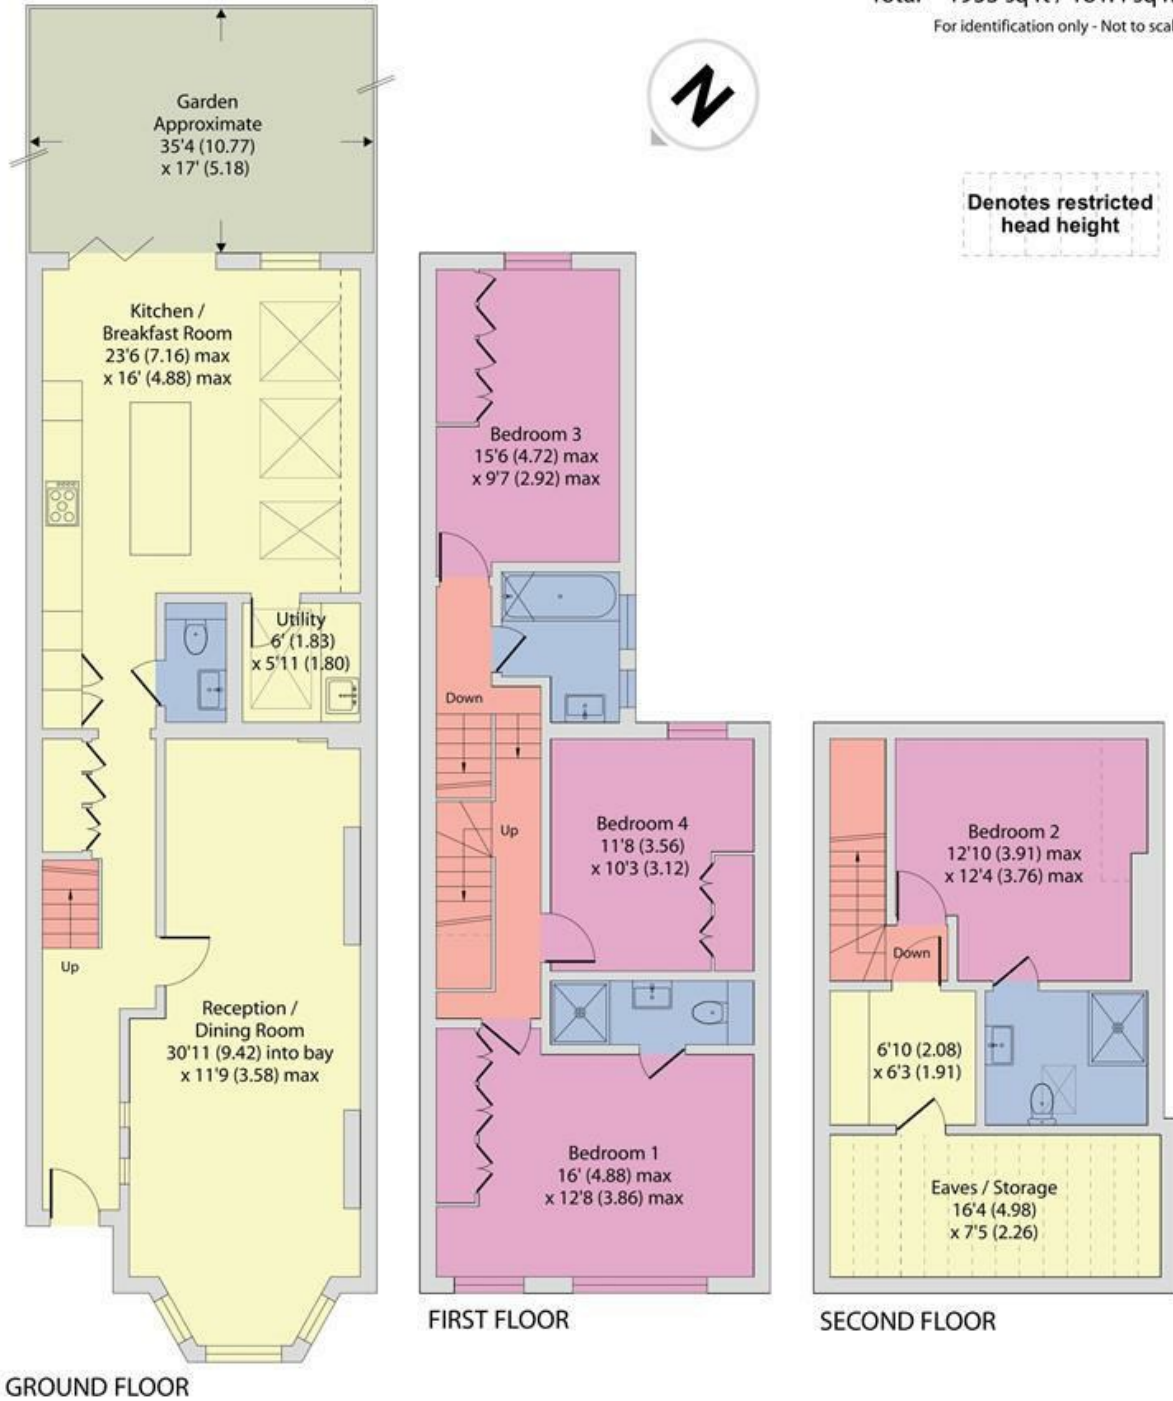 For identification only - Not to scal
N
Denotes restricted
head height
Garden
Approximate
35'4 (10.77)
x 17' (5.18)
Kitchen /
Breakfast Room
23'6 (7.16) max
x 16' (4.88) max
Utility
6' (1.83)
x 5'11 (1.80)
Up
Reception /
Dining Room
30'11 (9.42) into bay
x 11'9 (3.58) max
GROUND FLOOR
Bedroom 3
15'6 (4.72) max
x 9'7 (2.92) max
Down
Up
Bedroom 4
11'8 (3.56)
x 10'3 (3.12)
Bedroom 1
16' (4.88) max
x 12'8 (3.86) max
FIRST FLOOR
Bedroom 2
12'10 (3.91) max
x 12'4 (3.76) max
Down
6'10 (2.08)
x 6'3 (1.91)
Eaves / Storage
16'4 (4.98)
x 7'5 (2.26)
SECOND FLOOR